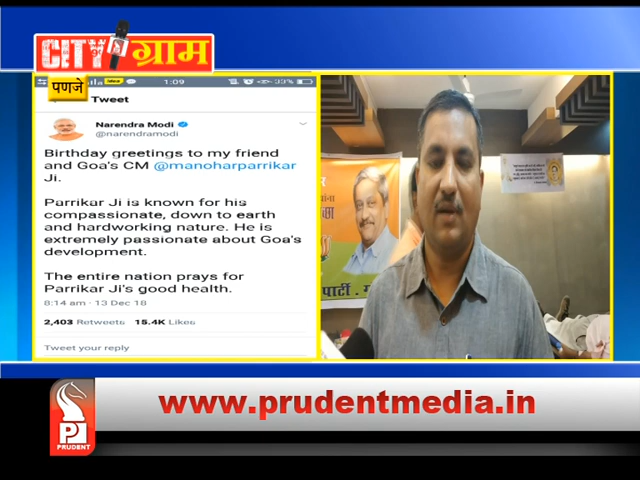 CITY ग्राम
पणजे
1:09
33%
Tweet
Narendra Modi
@narendramodi
Birthday greetings to my friend
and Goa's CM @manoharparrikar
Ji.
Parrikar Ji is known for his
compassionate, down to earth
and hardworking nature. He is
extremely passionate about Goa's
development.
The entire nation prays for
Parrikar Ji's good health.
8:14 am · 13 Dec 18
2,403 Retweets 15.4K Likes
Tweet your reply
पार्टी .
PRUDENT
www.prudentmedia.in